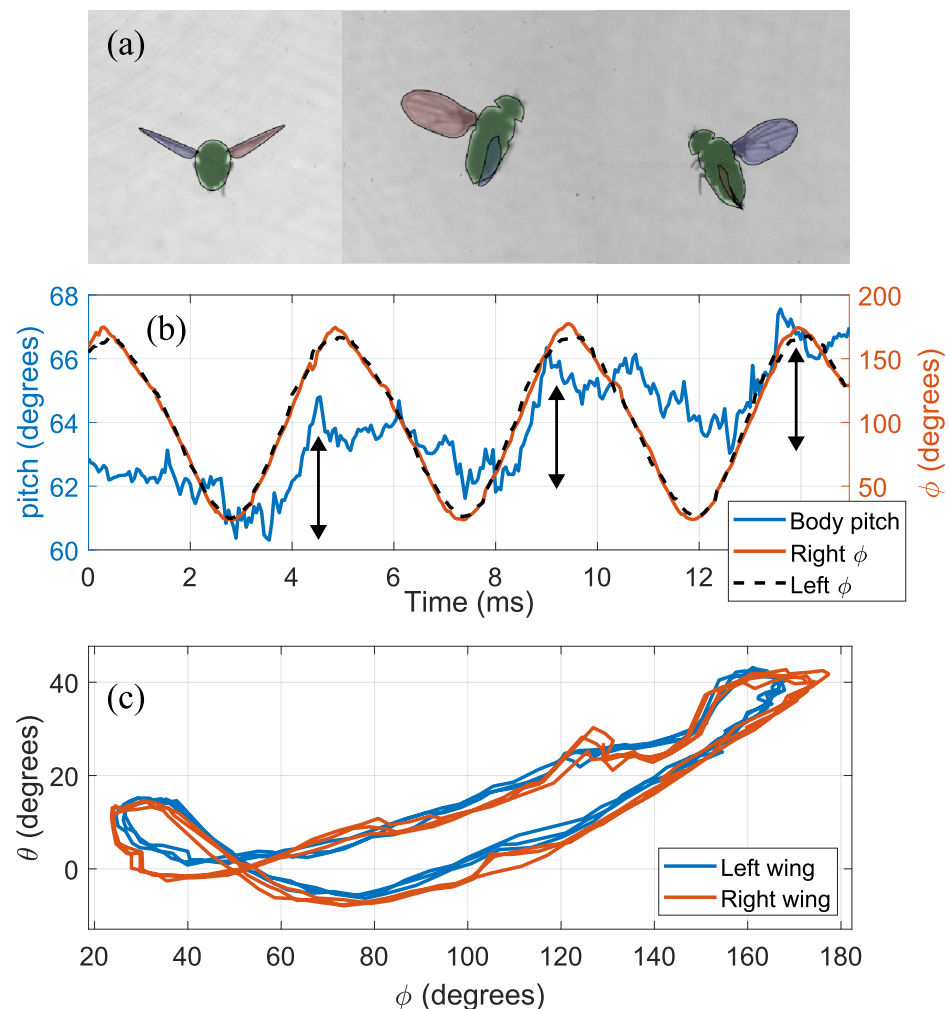 (a)
68
66
64
62
60
pitch (degrees)
(b)
200
150
100
50
ϕ (degrees)
0 2 4 6 8 10 12
Time (ms)
Body pitch
Right ϕ
Left ϕ
(c)
40
20
0
θ (degrees)
Left wing
Right wing
20 40 60 80 100 120 140 160 180
ϕ (degrees)